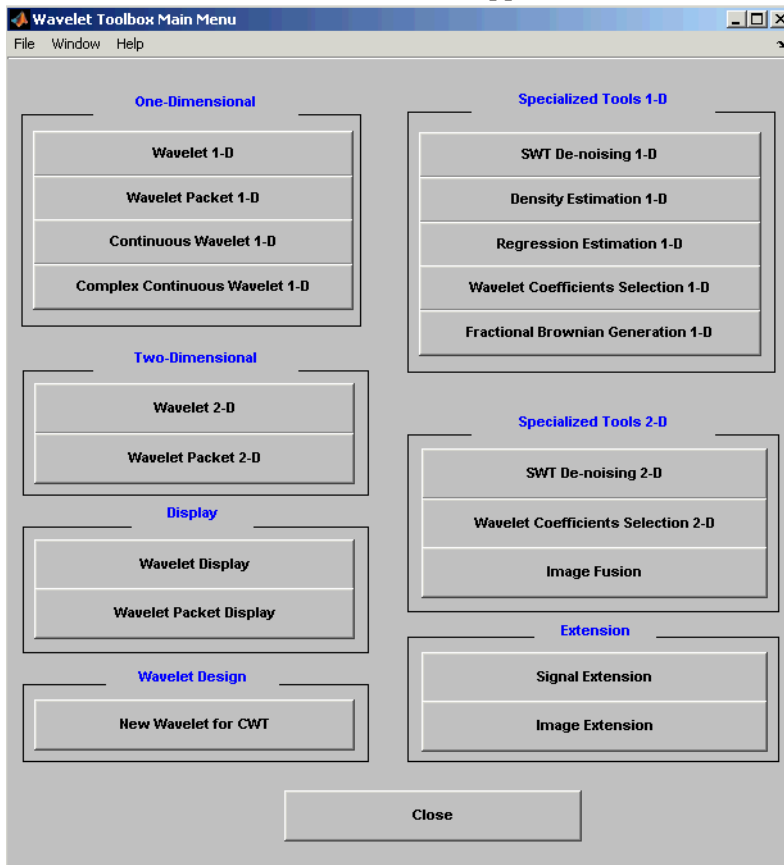 Wavelet Toolbox Main Menu
File Window Help
One-Dimensional
Wavelet 1-D
Wavelet Packet 1-D
Continuous Wavelet 1-D
Complex Continuous Wavelet 1-D
Two-Dimensional
Wavelet 2-D
Wavelet Packet 2-D
Display
Wavelet Display
Wavelet Packet Display
Wavelet Design
New Wavelet for CWT
Specialized Tools 1-D
SWT De-noising 1-D
Density Estimation 1-D
Regression Estimation 1-D
Wavelet Coefficients Selection 1-D
Fractional Brownian Generation 1-D
Specialized Tools 2-D
SWT De-noising 2-D
Wavelet Coefficients Selection 2-D
Image Fusion
Extension
Signal Extension
Image Extension
Close